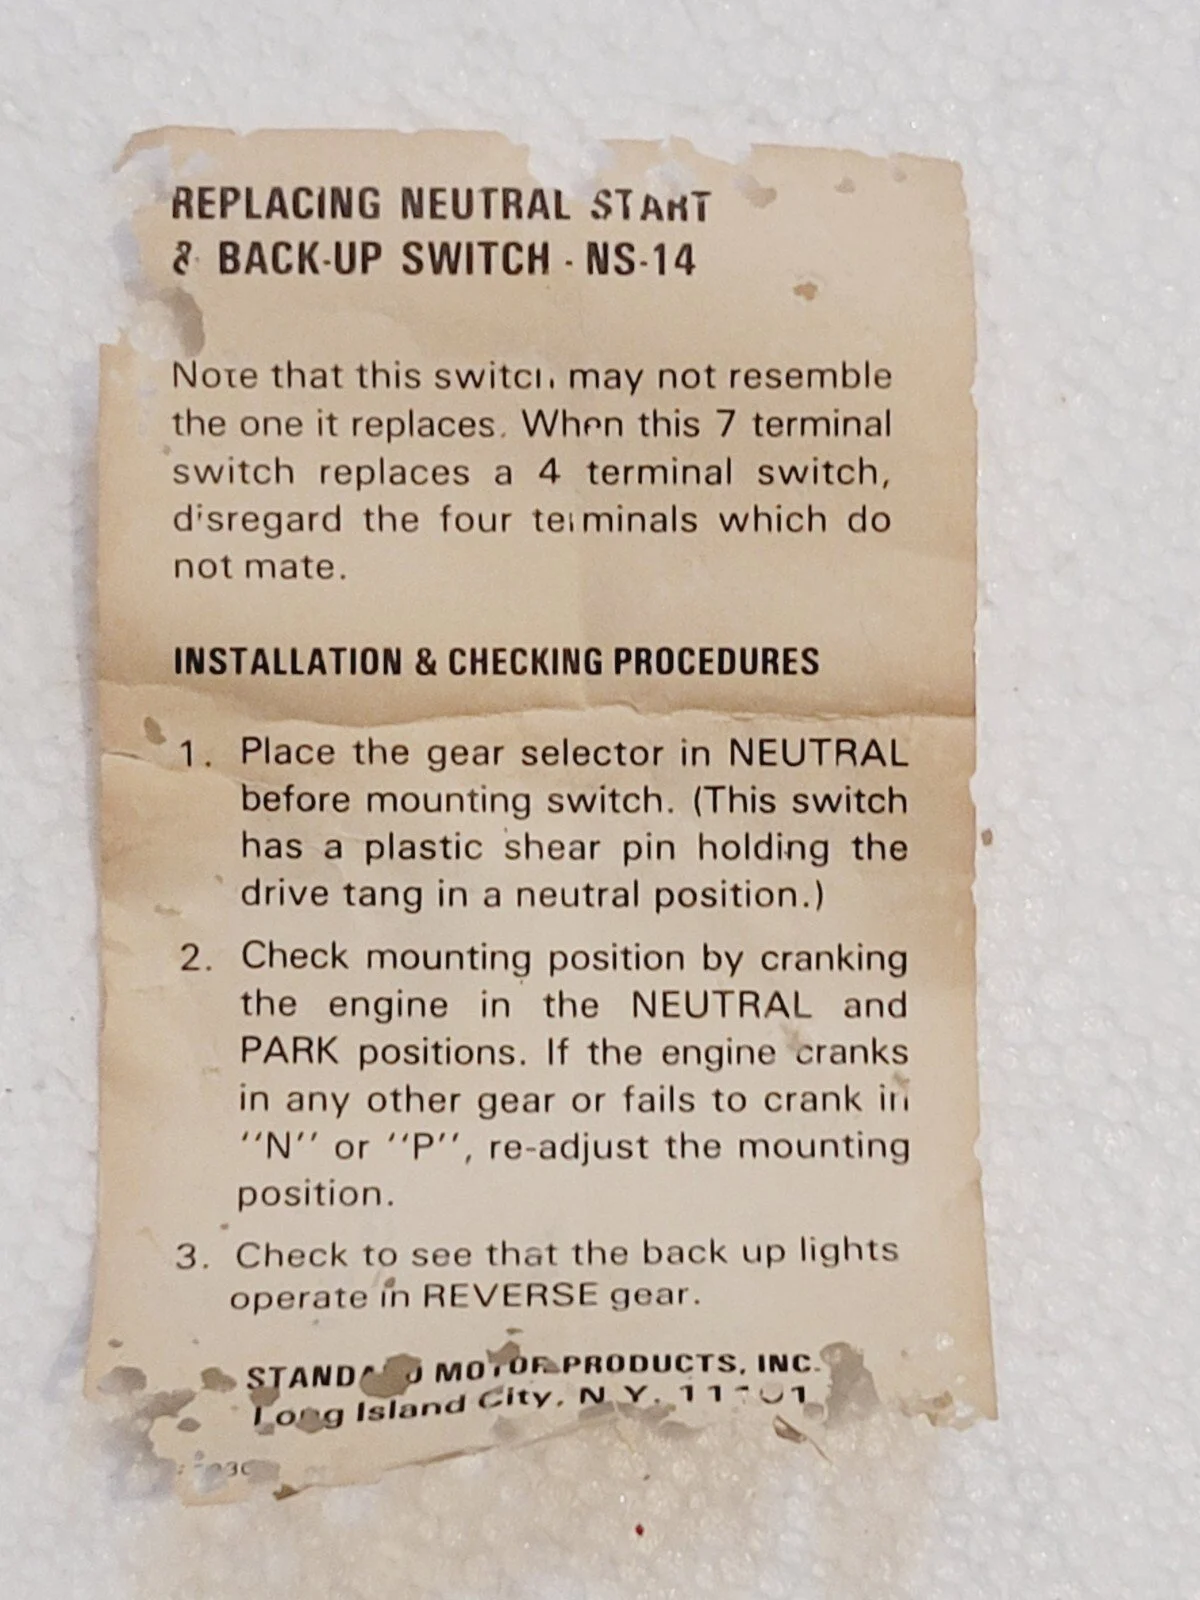 REPLACING NEUTRAL START
& BACK-UP SWITCH - NS-14
Note that this switch may not resemble
the one it replaces. When this 7 terminal
switch replaces a 4 terminal switch,
disregard the four terminals which do
not mate.
INSTALLATION & CHECKING PROCEDURES
1. Place the gear selector in NEUTRAL
before mounting switch. (This switch
has a plastic shear pin holding the
drive tang in a neutral position.)
2. Check mounting position by cranking
the engine in the NEUTRAL and
PARK positions. If the engine cranks
in any other gear or fails to crank in
"N" or "P", re-adjust the mounting
position.
3. Check to see that the back up lights
operate in REVERSE gear.
STANDARD MOTOR PRODUCTS, INC.
Long Island City, N.Y.